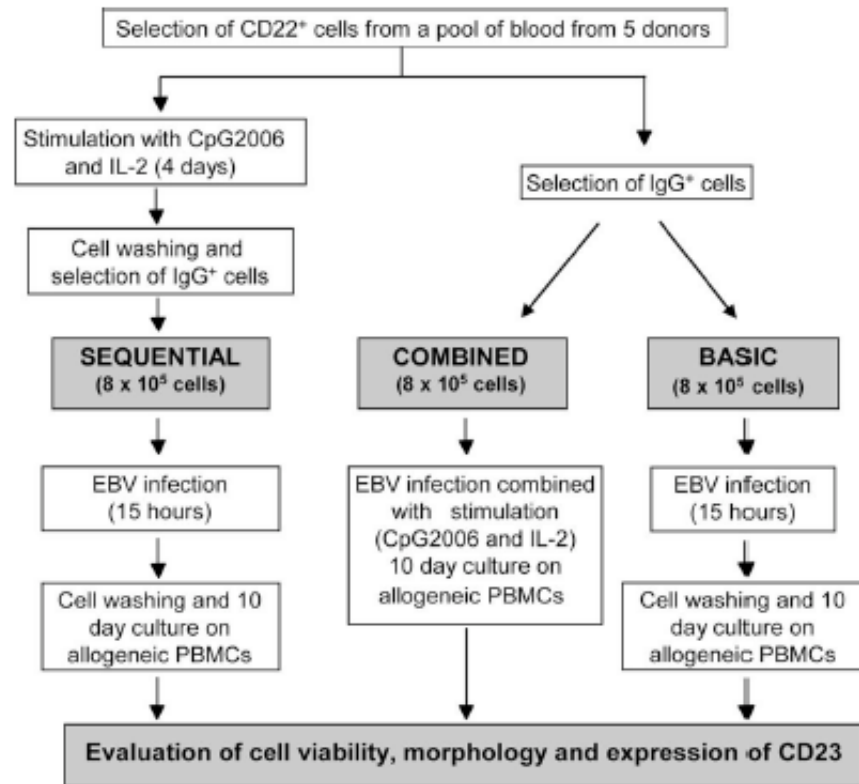 Selection of CD22⁺ cells from a pool of blood from 5 donors
Stimulation with CpG2006
and IL-2 (4 days)
Selection of IgG⁺ cells
Cell washing and
selection of IgG⁺ cells
SEQUENTIAL
(8 x 10⁵ cells)
COMBINED
(8 x 10⁵ cells)
BASIC
(8 x 10⁵ cells)
EBV infection
(15 hours)
EBV infection combined
with stimulation
(CpG2006 and IL-2)
10 day culture on
allogeneic PBMCs
EBV infection
(15 hours)
Cell washing and 10
day culture on
allogeneic PBMCs
Cell washing and 10
day culture on
allogeneic PBMCs
Evaluation of cell viability, morphology and expression of CD23